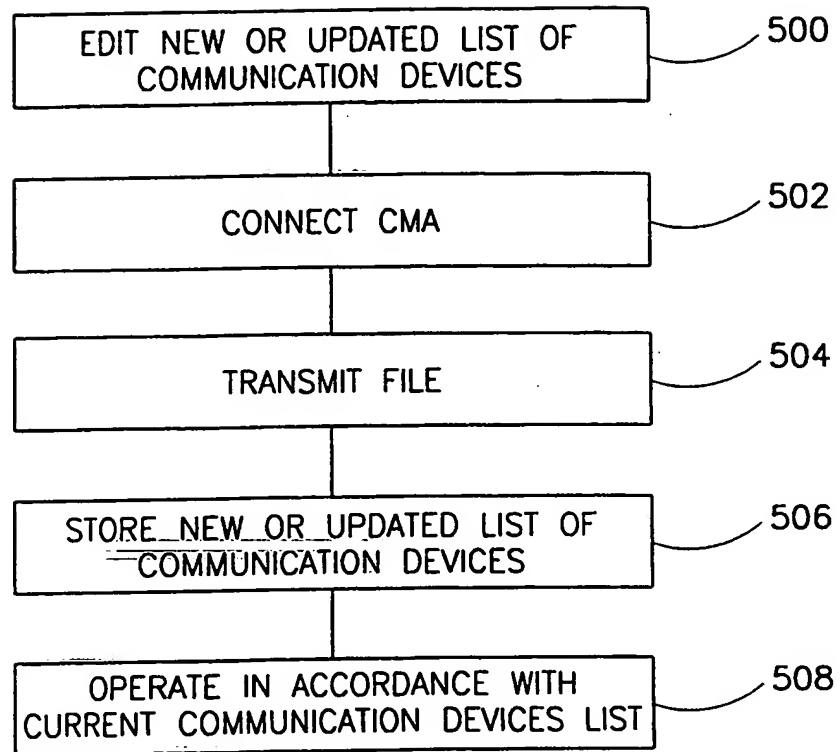 EDIT NEW OR UPDATED LIST OF
COMMUNICATION DEVICES
500
CONNECT CMA
502
TRANSMIT FILE
504
STORE NEW OR UPDATED LIST OF
COMMUNICATION DEVICES
506
OPERATE IN ACCORDANCE WITH
CURRENT COMMUNICATION DEVICES LIST
508